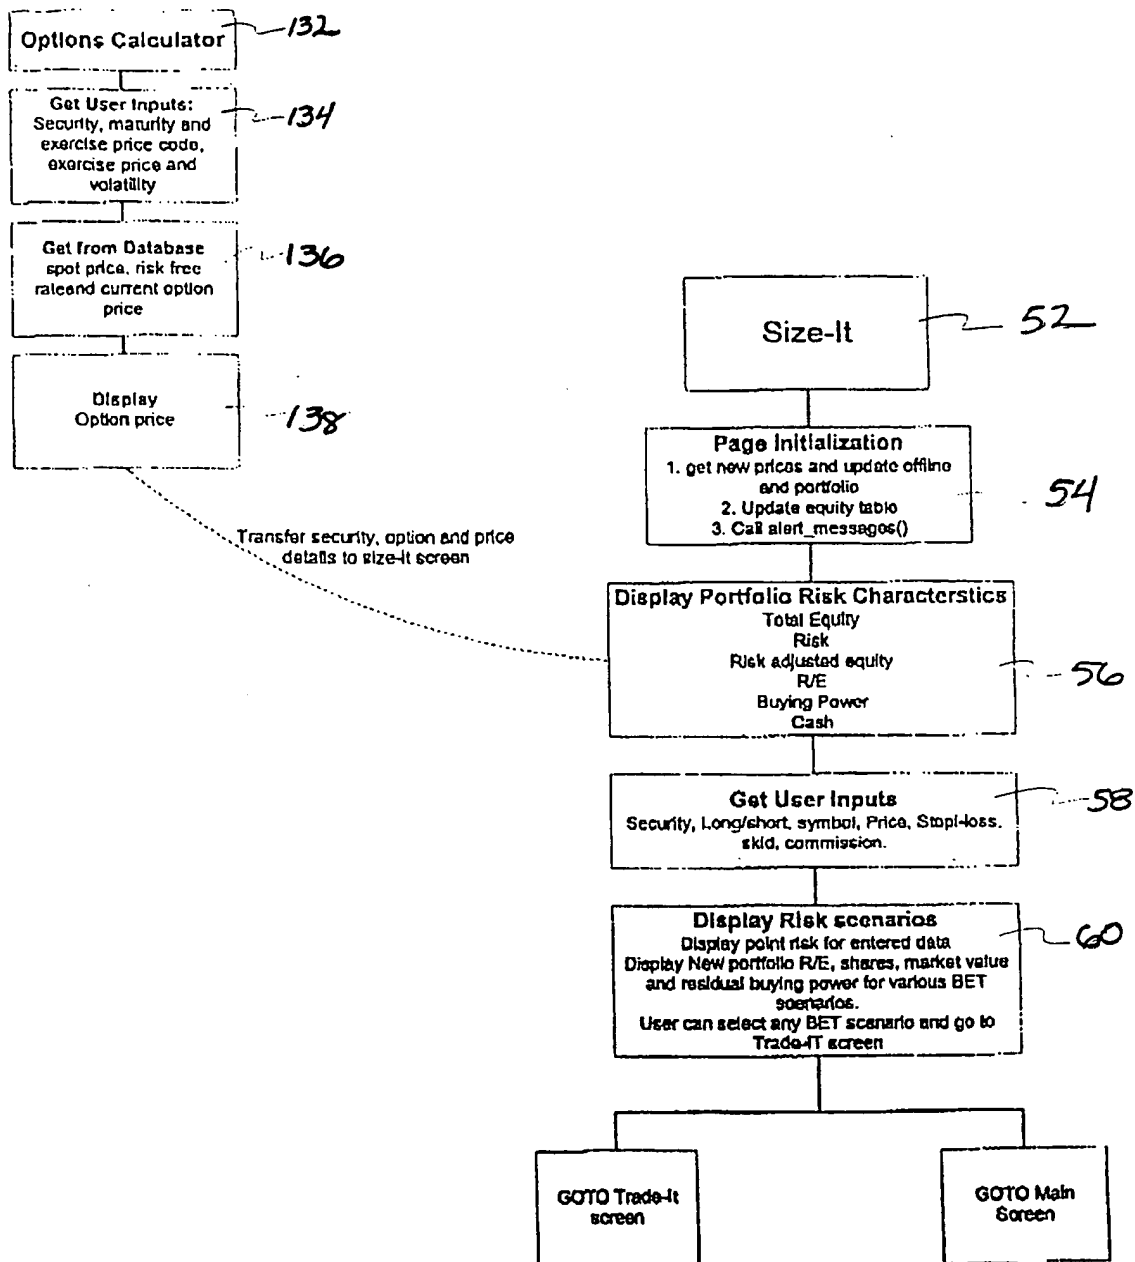 Options Calculator
132
Get User Inputs:
Security, maturity and
exercise price code,
exercise price and
volatility
134
Get from Database
spot price, risk free
rateand current option
price
136
Display
Option price
138
Transfer security, option and price
details to size-it screen
Size-It
52
Page Initialization
1. get new prices and update offline
and portfolio
2. Update equity table
3. Call alert_messages()
54
Display Portfolio Risk Characterstics
Total Equity
Risk
Risk adjusted equity
R/E
Buying Power
Cash
56
Get User Inputs
Security, Long/short, symbol, Price, Stopl-loss,
skid, commission.
58
Display Risk scenarios
Display point risk for entered data
Display New portfolio R/E, shares, market value
and residual buying power for various BET
scenarios.
User can select any BET scenario and go to
Trade-IT screen
60
GOTO Trade-It
screen
GOTO Main
Screen